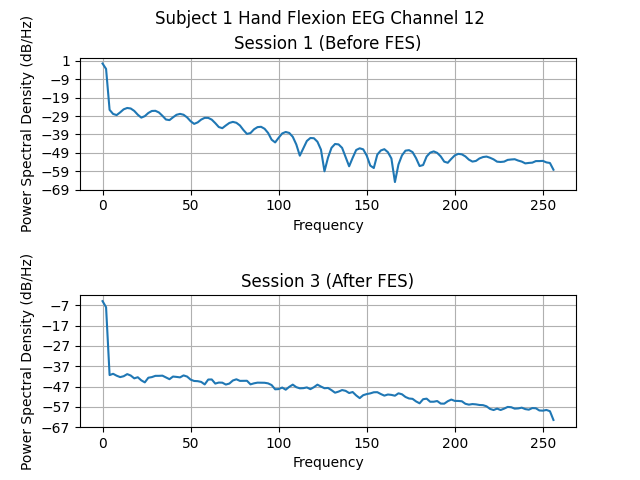 Subject 1 Hand Flexion EEG Channel 12
Session 1 (Before FES)
Power Spectral Density (dB/Hz)
1
−9
−19
−29
−39
−49
−59
−69
0 50 100 150 200 250
Frequency
Session 3 (After FES)
Power Spectral Density (dB/Hz)
−7
−17
−27
−37
−47
−57
−67
0 50 100 150 200 250
Frequency